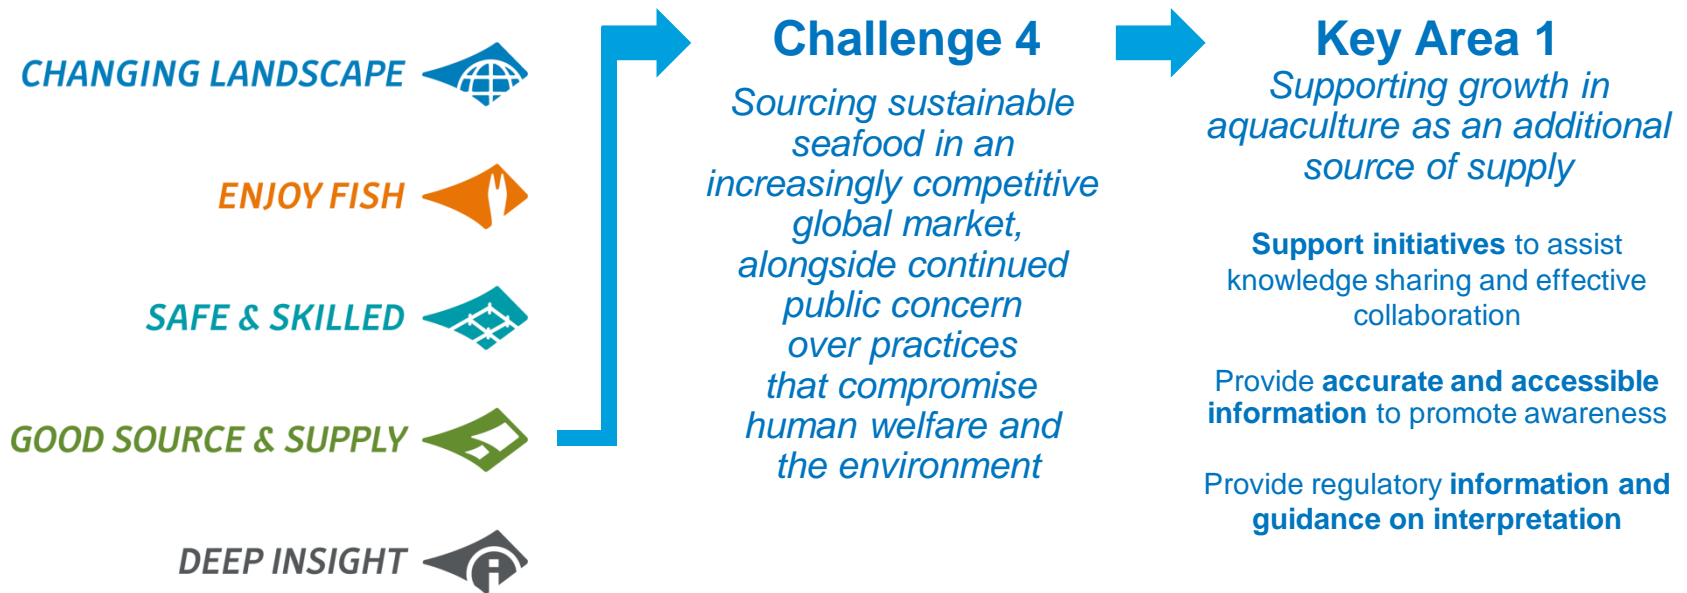 CHANGING LANDSCAPE
ENJOY FISH
SAFE & SKILLED
GOOD SOURCE & SUPPLY
DEEP INSIGHT
i
Challenge 4
Sourcing sustainable
seafood in an
increasingly competitive
global market,
alongside continued
public concern
over practices
that compromise
human welfare and
the environment
Key Area 1
Supporting growth in
aquaculture as an additional
source of supply
Support initiatives to assist
knowledge sharing and effective
collaboration
Provide accurate and accessible
information to promote awareness
Provide regulatory information and
guidance on interpretation